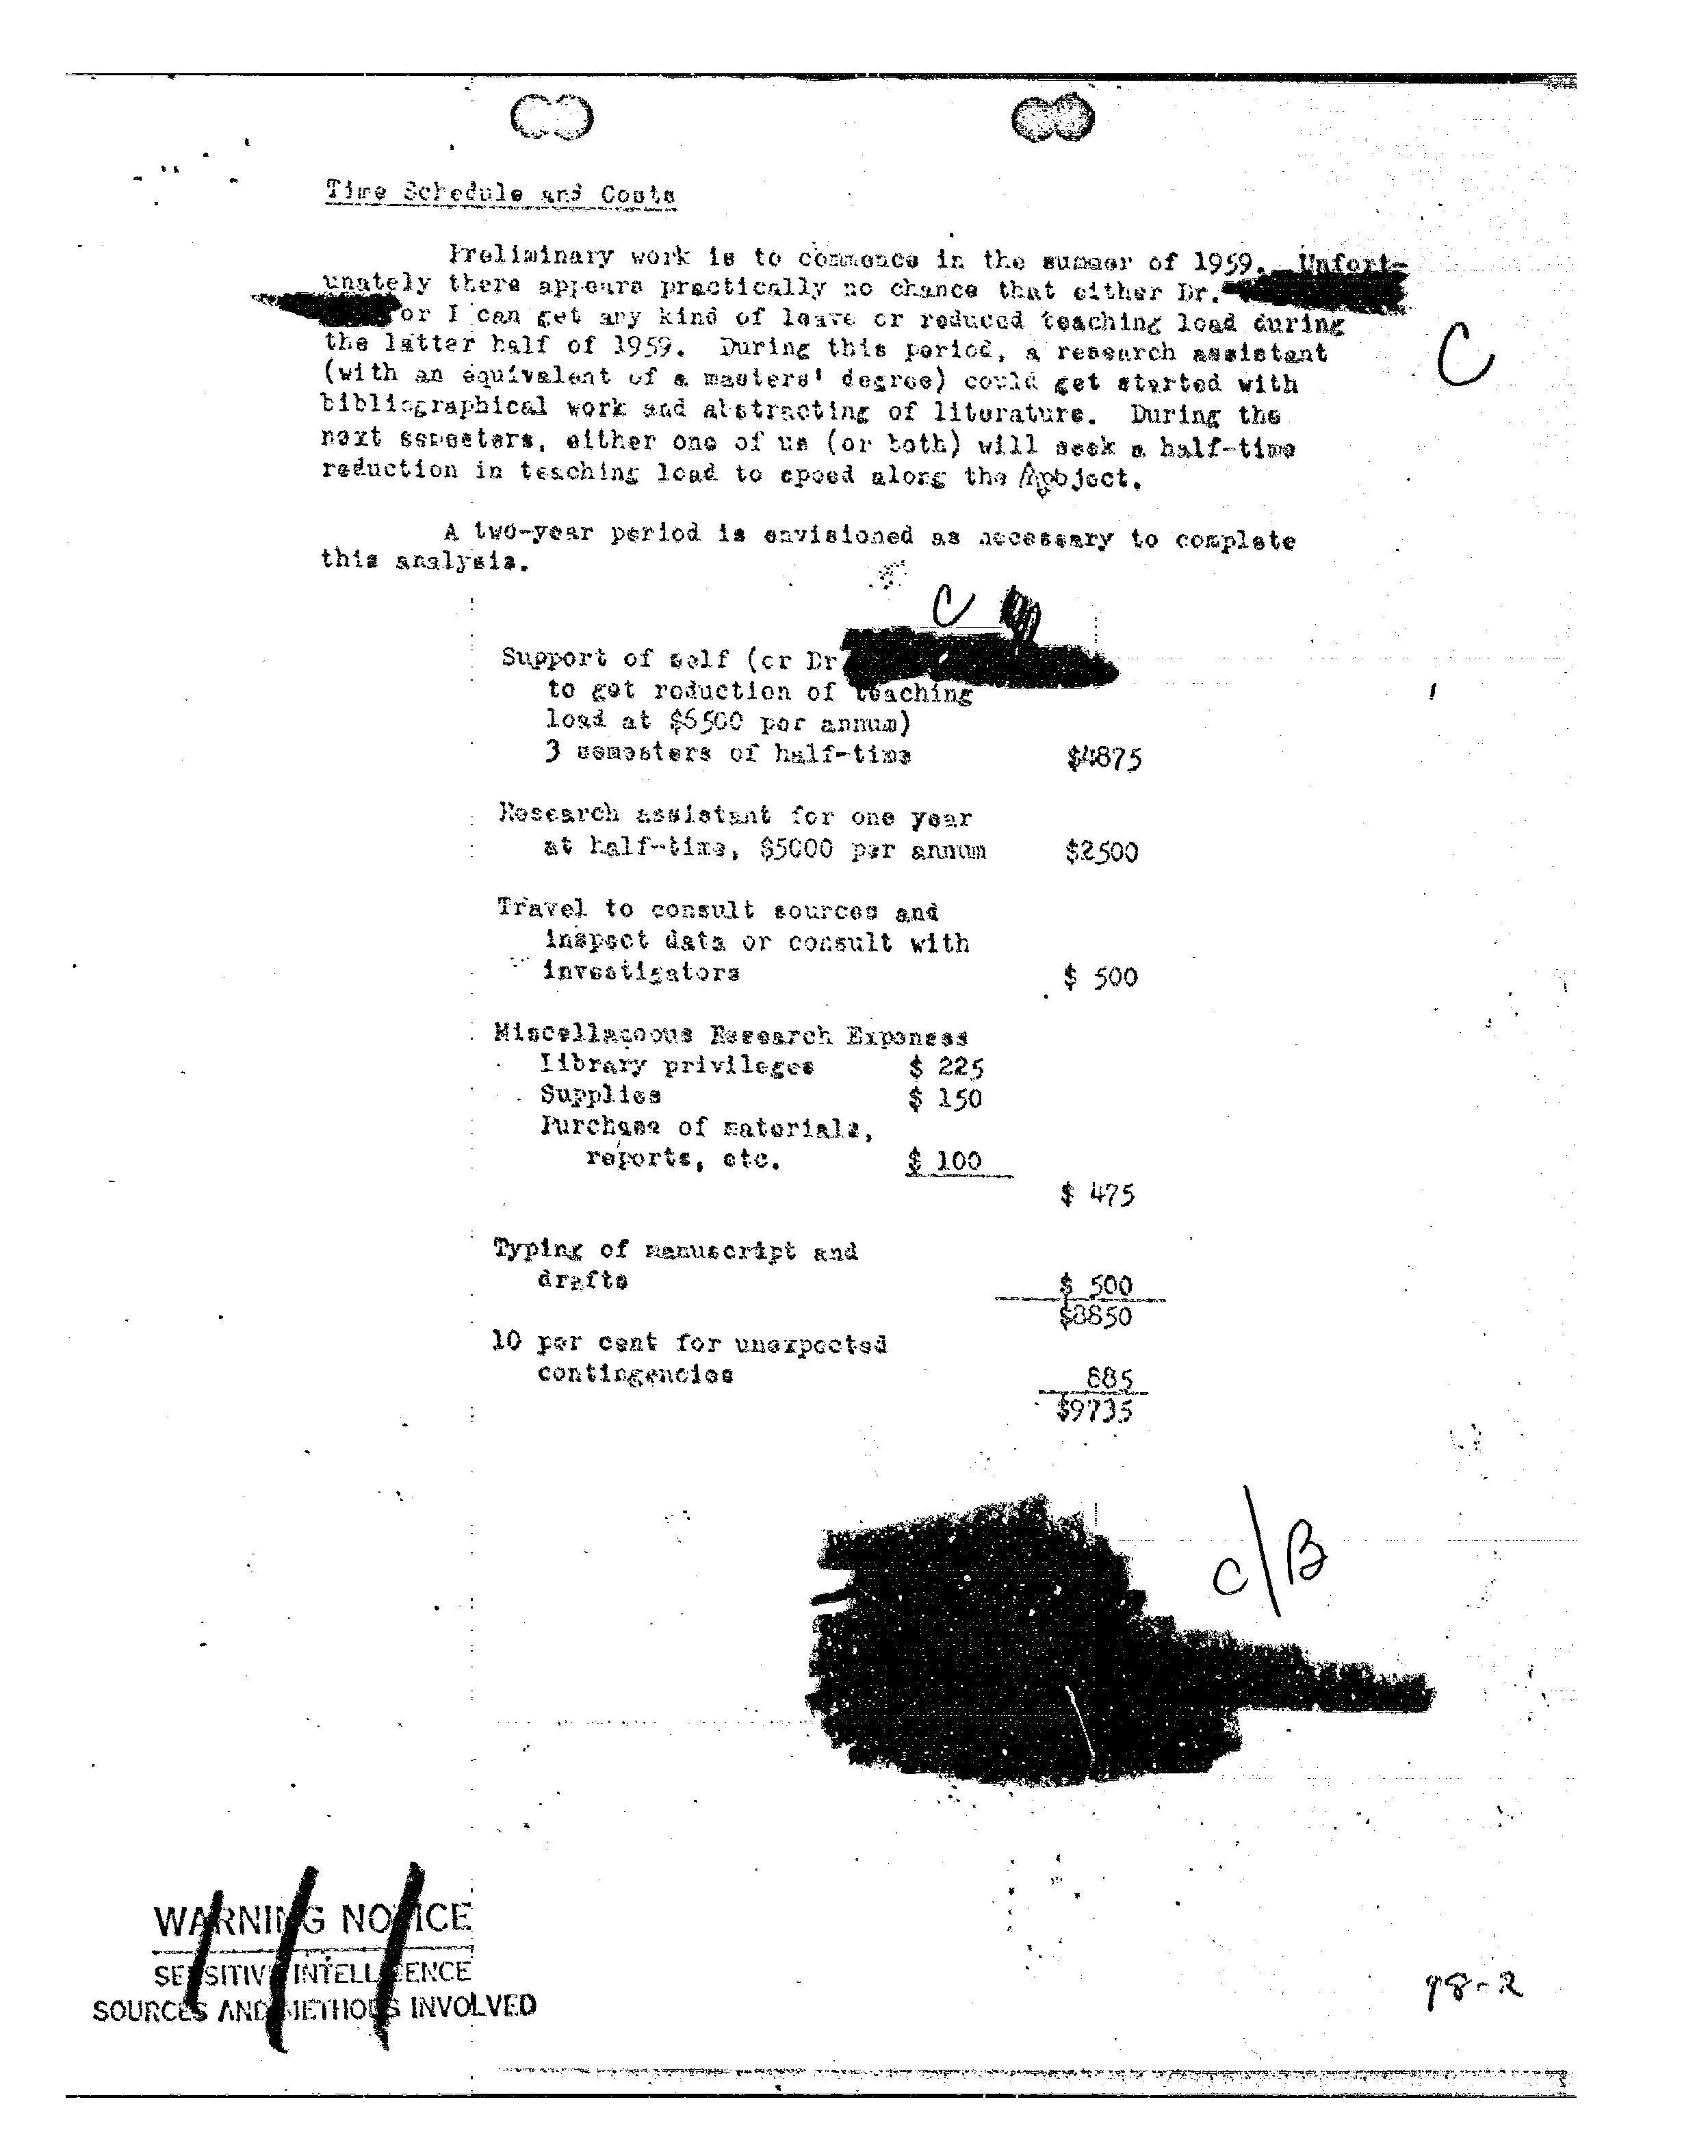 Time Schedule and Costs
Preliminary work is to commence in the summer of 1959. Unfort-
unately there appears practically no chance that either Dr.
or I can get any kind of leave or reduced teaching load during
the latter half of 1959. During this period, a research assistant
(with an equivalent of a masters' degree) could get started with
bibliographical work and abstracting of literature. During the
next semesters, either one of us (or both) will seek a half-time
reduction in teaching load to speed along the
A two-year period is envisioned as necessary to complete
this analysis.
C
C
Support of self (or Dr
to get reduction of teaching
load at $6500 per annum)
3 semesters of half-time $4875
Research assistant for one year
at half-time, $5000 per annum $2500
Travel to consult sources and
inspect data or consult with
investigators $ 500
Miscellaneous Research Expenses
Library privileges $ 225
Supplies $ 150
Purchase of materials,
reports, etc. $ 100
$ 475
Typing of manuscript and
drafts $ 500
$8850
10 per cent for unexpected
contingencies 885
$9735
C/B
WARNING NOTICE
SENSITIVE INTELLIGENCE
SOURCES AND METHODS INVOLVED
98-2